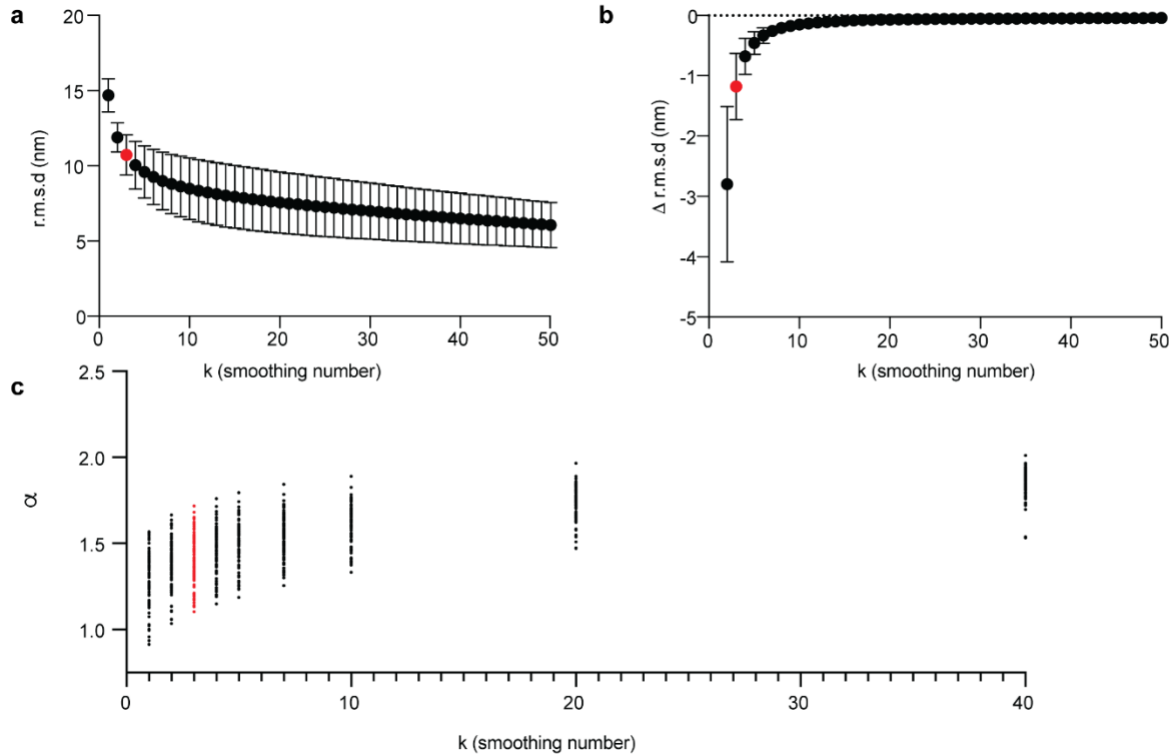 a
20
15
10
5
0
r.m.s.d (nm)
0 10 20 30 40 50
k (smoothing number)
b
0
-1
-2
-3
-4
-5
Δ r.m.s.d (nm)
0 10 20 30 40 50
k (smoothing number)
c
2.5
2.0
1.5
1.0
α
0 10 20 30 40
k (smoothing number)